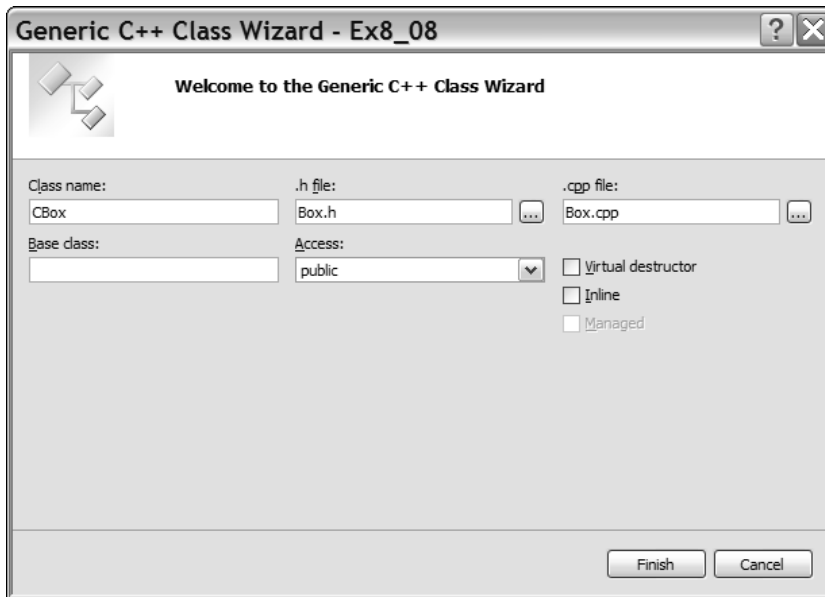 Generic C++ Class Wizard - Ex8_08
Welcome to the Generic C++ Class Wizard
Class name:
.h file:
.cpp file:
CBox
Box.h
...
Box.cpp
...
Base class:
Access:
public
Virtual destructor
Inline
Managed
Finish
Cancel